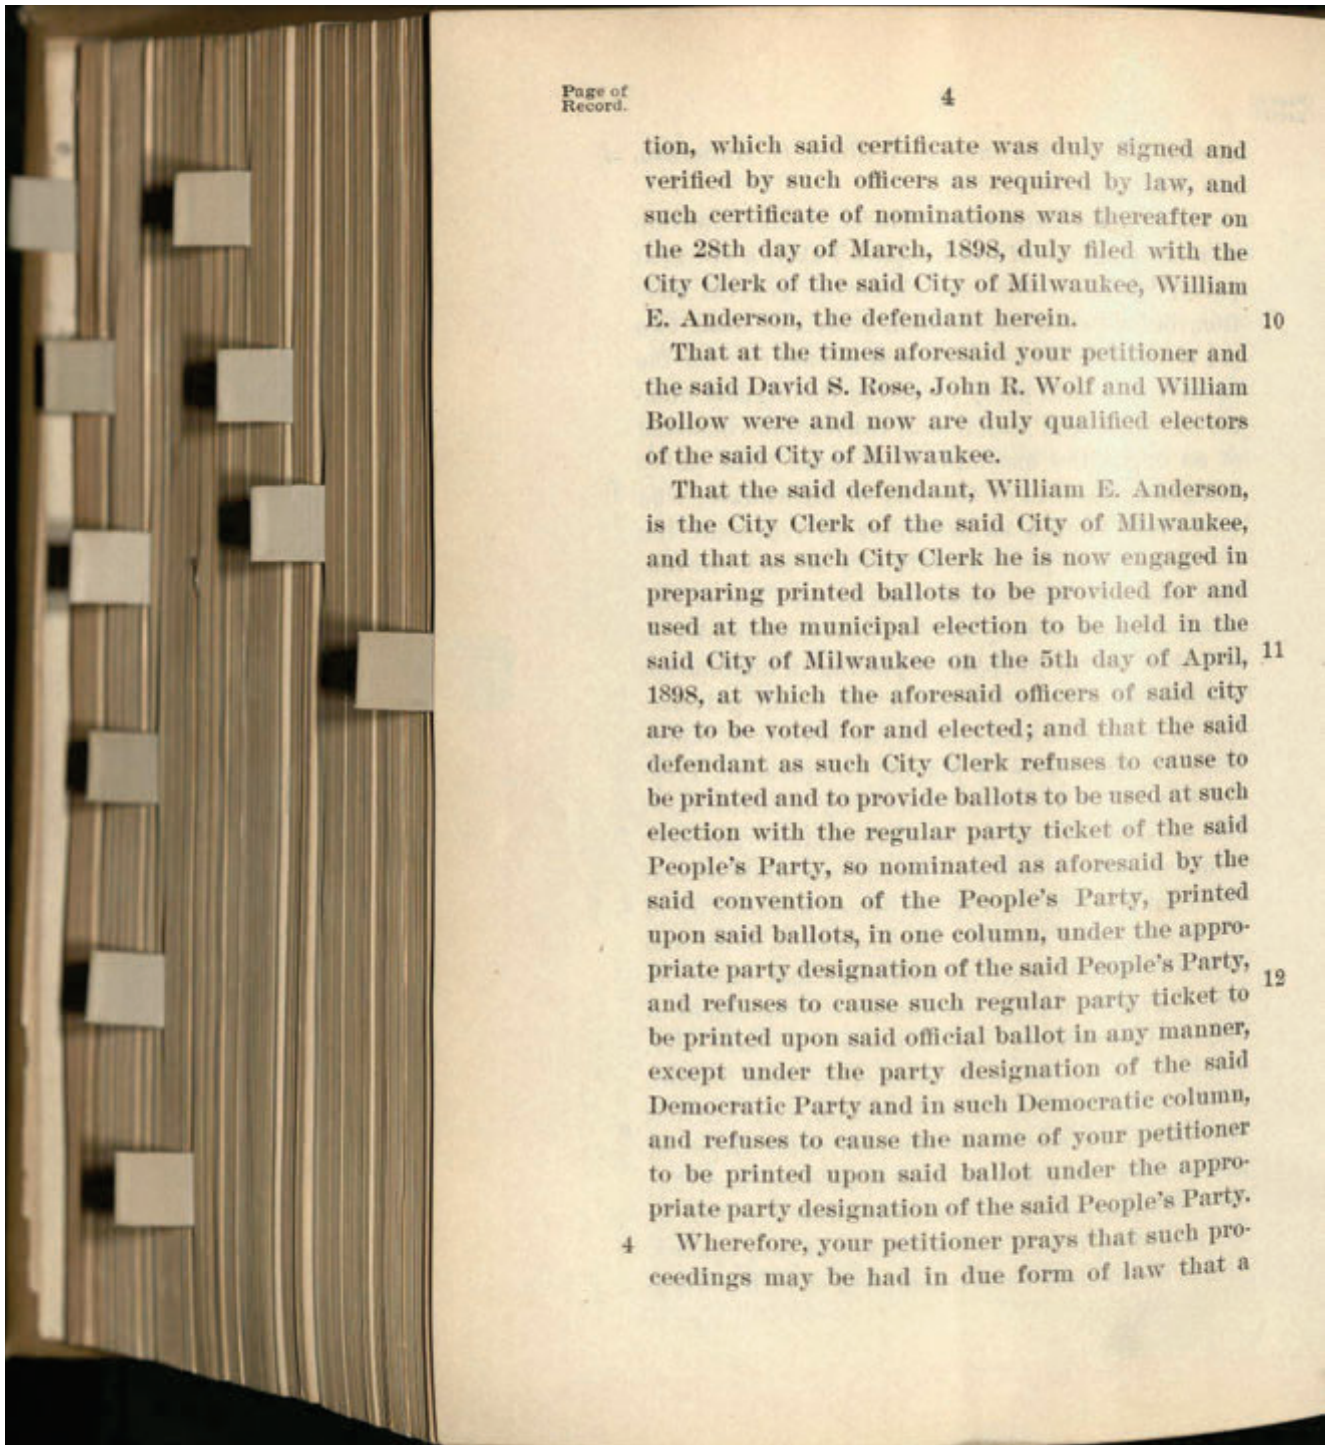 Page of
Record.
4
tion, which said certificate was duly signed and
verified by such officers as required by law, and
such certificate of nominations was thereafter on
the 28th day of March, 1898, duly filed with the
City Clerk of the said City of Milwaukee, William
E. Anderson, the defendant herein. 10
That at the times aforesaid your petitioner and
the said David S. Rose, John R. Wolf and William
Bollow were and now are duly qualified electors
of the said City of Milwaukee.
That the said defendant, William E. Anderson,
is the City Clerk of the said City of Milwaukee,
and that as such City Clerk he is now engaged in
preparing printed ballots to be provided for and
used at the municipal election to be held in the
said City of Milwaukee on the 5th day of April, 11
1898, at which the aforesaid officers of said city
are to be voted for and elected; and that the said
defendant as such City Clerk refuses to cause to
be printed and to provide ballots to be used at such
election with the regular party ticket of the said
People's Party, so nominated as aforesaid by the
said convention of the People's Party, printed
upon said ballots, in one column, under the appro-
priate party designation of the said People's Party, 12
and refuses to cause such regular party ticket to
be printed upon said official ballot in any manner,
except under the party designation of the said
Democratic Party and in such Democratic column,
and refuses to cause the name of your petitioner
to be printed upon said ballot under the appro-
priate party designation of the said People's Party.
4 Wherefore, your petitioner prays that such pro-
ceedings may be had in due form of law that a